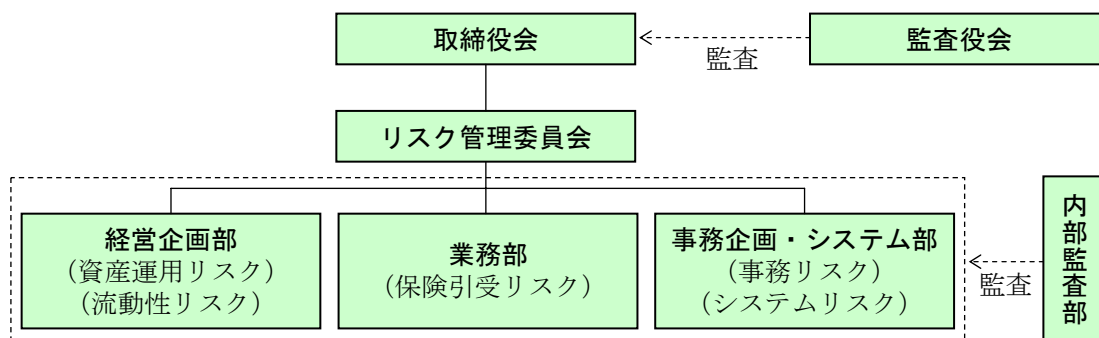 取締役会
監査
監査役会
リスク管理委員会
経営企画部
（資産運用リスク）
（流動性リスク）
業務部
（保険引受リスク）
事務企画・システム部
（事務リスク）
（システムリスク）
監査
内部監査部